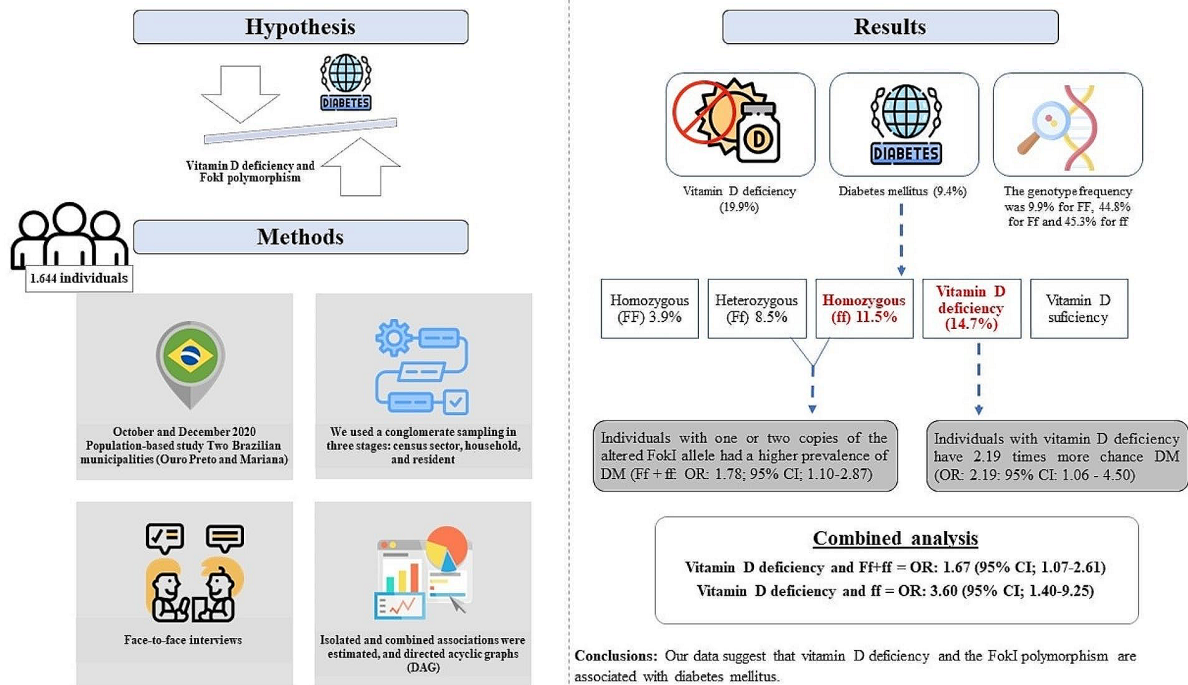 Hypothesis
DIABETES
Vitamin D deficiency and
FokI polymorphism
Methods
1.644 individuals
October and December 2020
Population-based study Two Brazilian
municipalities (Ouro Preto and Mariana)
We used a conglomerate sampling in
three stages: census sector, household,
and resident
Face-to-face interviews
Isolated and combined associations were
estimated, and directed acyclic graphs
(DAG)
Results
D
DIABETES
Vitamin D deficiency
(19.9%)
Diabetes mellitus (9.4%)
The genotype frequency
was 9.9% for FF, 44.8%
for Ff and 45.3% for ff
Homozygous
(FF) 3.9%
Heterozygous
(Ff) 8.5%
Homozygous
(ff) 11.5%
Vitamin D
deficiency
(14.7%)
Vitamin D
suficiency
Individuals with one or two copies of the
altered FokI allele had a higher prevalence of
DM (Ff + ff: OR: 1.78; 95% CI; 1.10-2.87)
Individuals with vitamin D deficiency
have 2.19 times more chance DM
(OR: 2.19: 95% CI: 1.06 - 4.50)
Combined analysis
Vitamin D deficiency and Ff+ff = OR: 1.67 (95% CI; 1.07-2.61)
Vitamin D deficiency and ff = OR: 3.60 (95% CI; 1.40-9.25)
Conclusions: Our data suggest that vitamin D deficiency and the FokI polymorphism are
associated with diabetes mellitus.